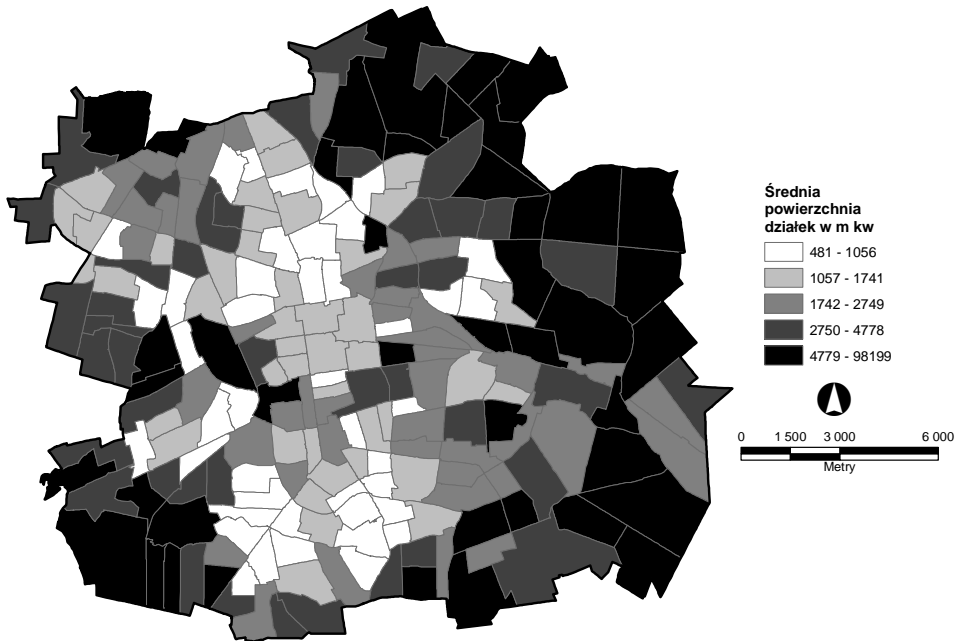 Średnia
powierzchnia
działek w m kw
481 - 1056
1057 - 1741
1742 - 2749
2750 - 4778
4779 - 98199
0 1 500 3 000 6 000
Metry